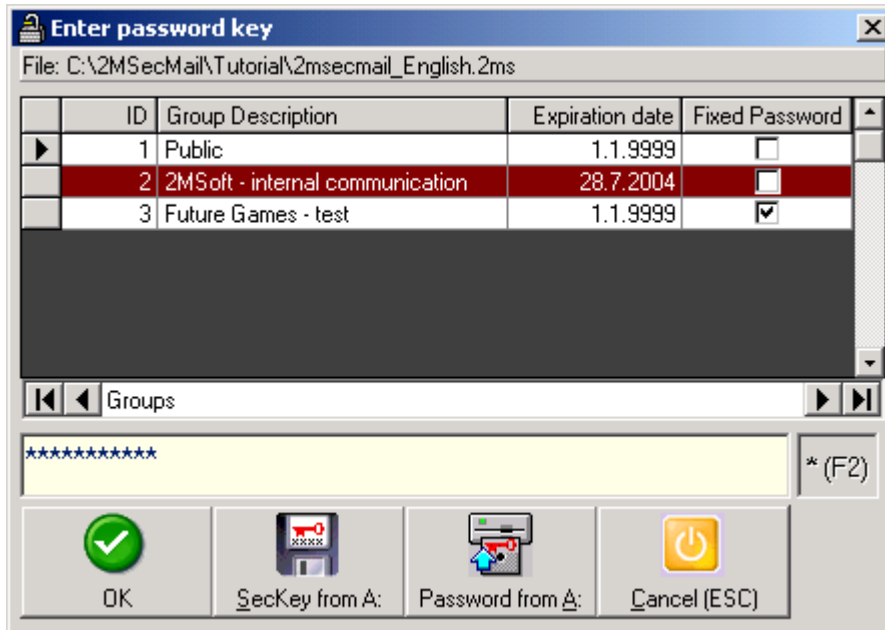 Enter password key
File: C:\2MSecMail\Tutorial\2msecmail_English.2ms
ID Group Description Expiration date Fixed Password
1 Public 1.1.9999
2 2MSoft - internal communication 28.7.2004
3 Future Games - test 1.1.9999
Groups
*********** * (F2)
xxxx
OK SecKey from A: Password from A: Cancel (ESC)